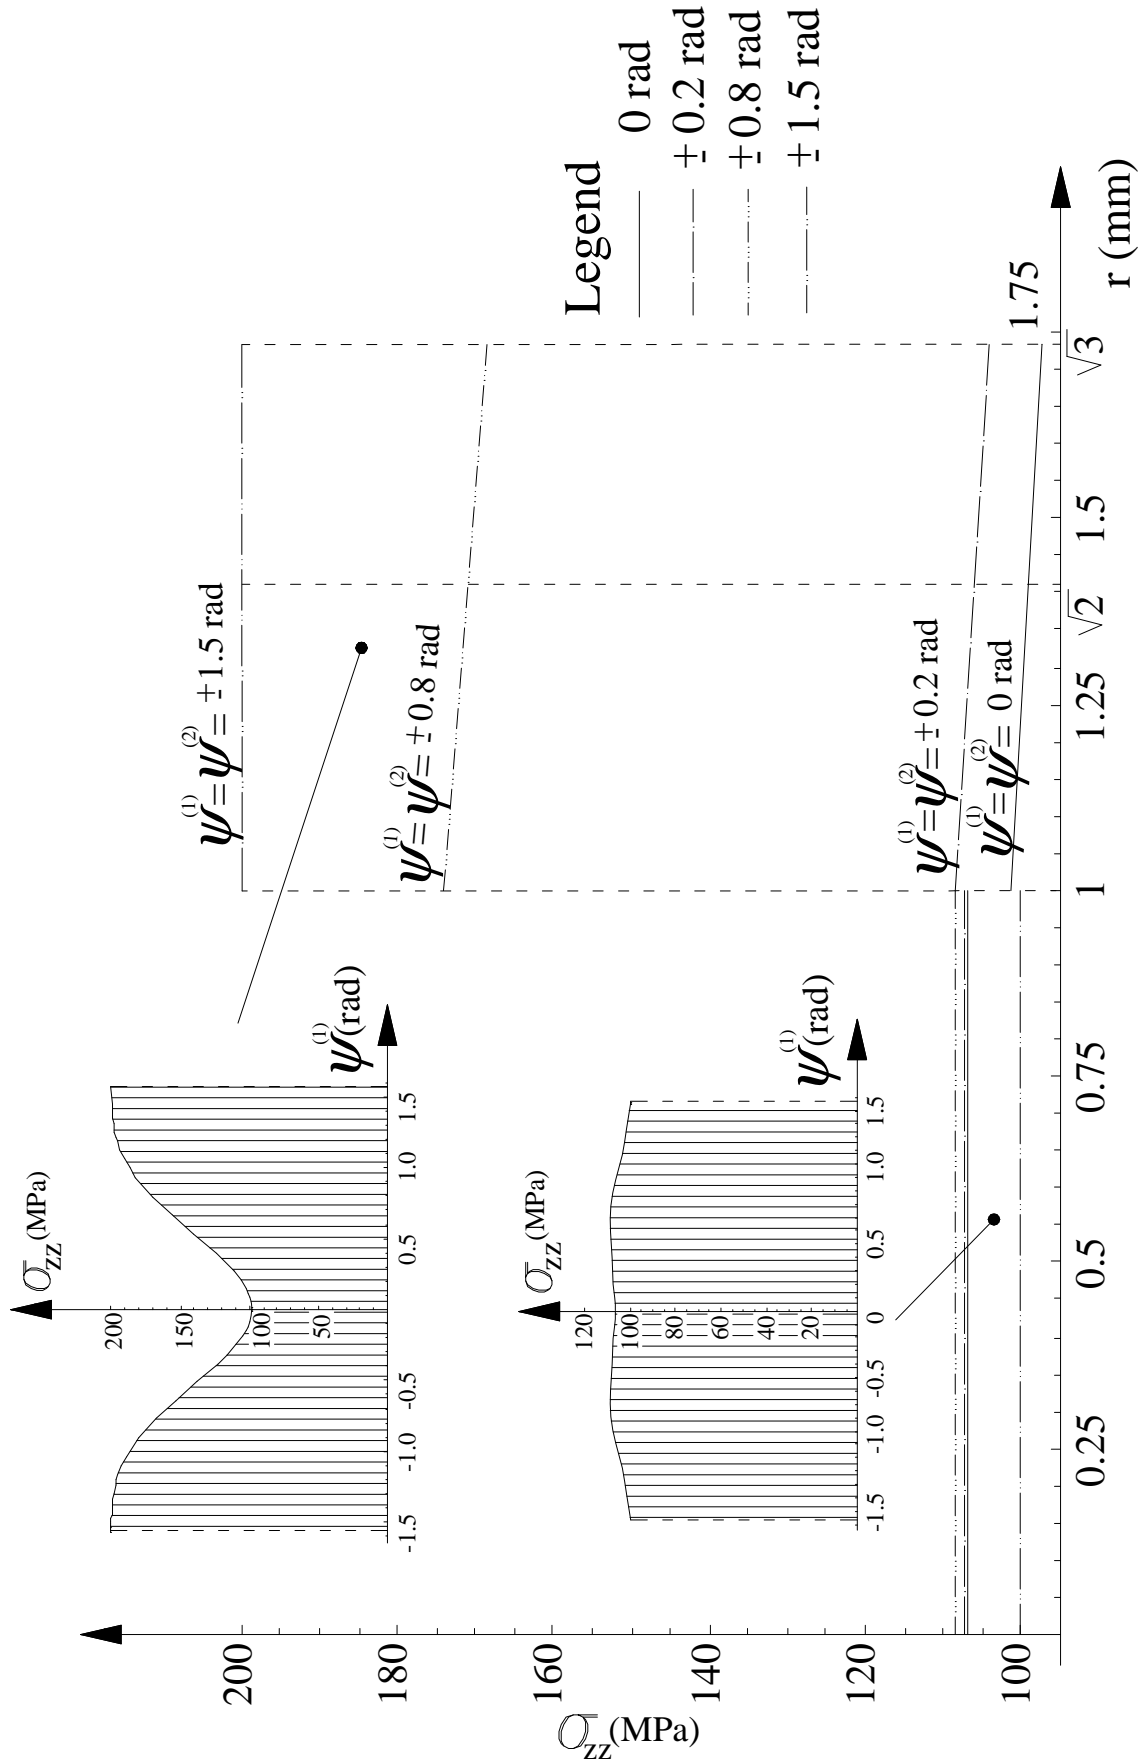 σzz(MPa)
200
180
160
140
120
100
0.25
0.5
0.75
1
1.25
√2
1.5
√3
1.75
r (mm)
σzz(MPa)
200
150
100
50
-1.5
-1.0
-0.5
0.5
1.0
1.5
ψ(1)(rad)
σzz(MPa)
120
100
80
60
40
20
-1.5
-1.0
-0.5
0
0.5
1.0
1.5
ψ(1)(rad)
ψ(1)=ψ(2)=±1.5 rad
ψ(1)=ψ(2)=±0.8 rad
ψ(1)=ψ(2)=±0.2 rad
ψ(1)=ψ(2)= 0 rad
Legend
0 rad
± 0.2 rad
± 0.8 rad
± 1.5 rad